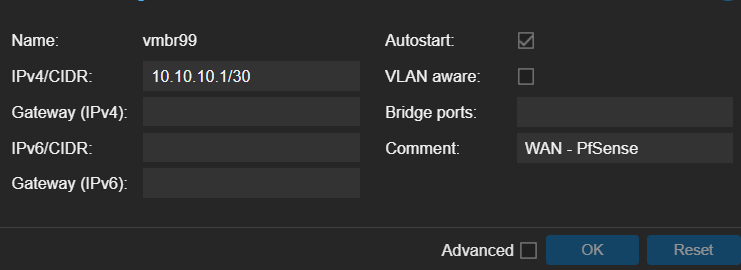 Name: vmbr99 Autostart:
IPv4/CIDR: 10.10.10.1/30 VLAN aware:
Gateway (IPv4): Bridge ports:
IPv6/CIDR: Comment: WAN - PfSense
Gateway (IPv6):
Advanced OK Reset